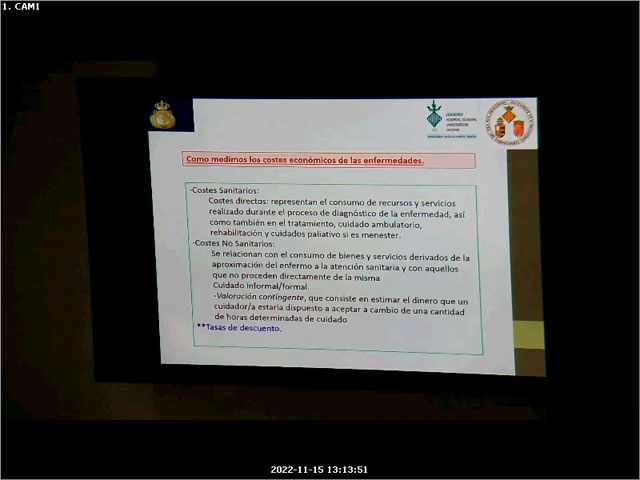 1. CAM1
CONSORCIO
HOSPITAL GENERAL
UNIVERSITARIO
Como medimos los costes económicos de las enfermedades.
-Costes Sanitarios:
Costes directos: representan el consumo de recursos y servicios
realizado durante el proceso de diagnóstico de la enfermedad, así
como también en el tratamiento, cuidado ambulatorio,
rehabilitación y cuidados paliativo si es menester.
-Costes No Sanitarios:
Se relacionan con el consumo de bienes y servicios derivados de la
aproximación del enfermo a la atención sanitaria y con aquellos
que no proceden directamente de la misma
Cuidado informal/formal.
-Valoración contingente, que consiste en estimar el dinero que un
cuidador/a estaría dispuesto a aceptar a cambio de una cantidad
de horas determinadas de cuidado
**Tasas de descuento.
2022-11-15 13:13:51